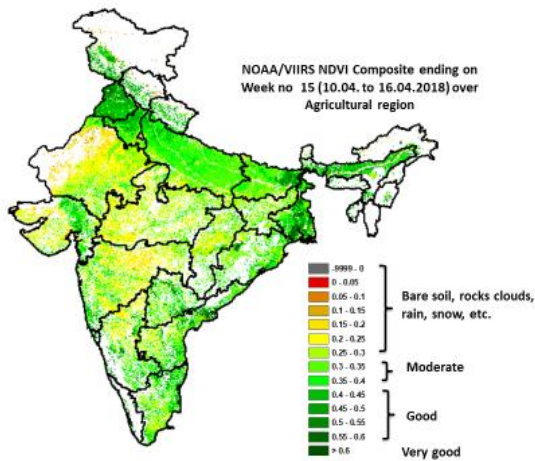 NOAA/VIIRS NDVI Composite ending on
Week no 15 (10.04. to 16.04.2018) over
Agricultural region
-9999 - 0
0 - 0.05
0.05 - 0.1
0.1 - 0.15
0.15 - 0.2
0.2 - 0.25
0.25 - 0.3
0.3 - 0.35
0.35 - 0.4
0.4 - 0.45
0.45 - 0.5
0.5 - 0.55
0.55 - 0.6
> 0.6
Bare soil, rocks clouds,
rain, snow, etc.
Moderate
Good
Very good